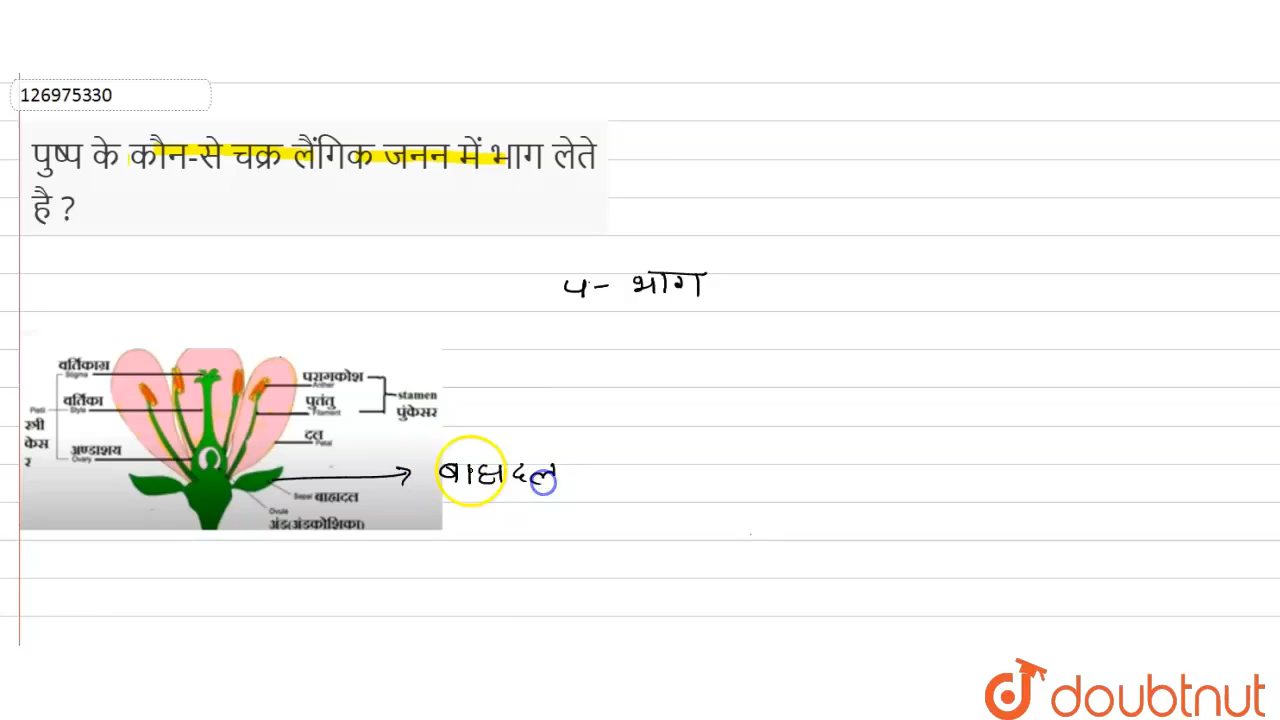 126975330
पुष्प के कौन-से चक्र लैंगिक जनन में भाग लेते
है ?
4- भाग
वर्तिकाग्र
Stigma
परागकोश
Anther
stamen
पुंकेसर
वर्तिका
Style
Pistil
पुतंतु
Filament
स्त्री
केस
र
दल
Petal
अण्डाशय
Ovary
बाह्यदल
Sepal बाह्यदल
Ovule
अंड(अंडकोशिका)
doubtnut